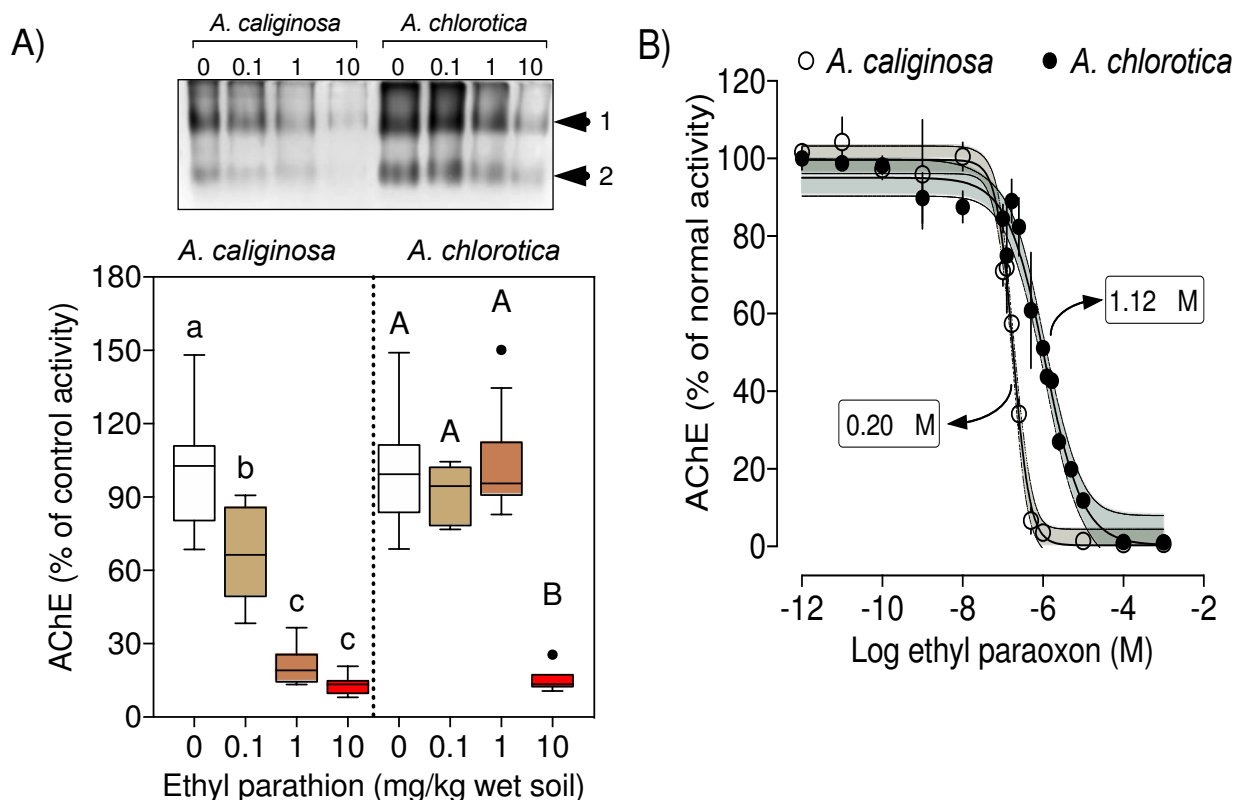 A)
A. caliginosa A. chlorotica
0 0.1 1 10 0 0.1 1 10
1
2
A. caliginosa A. chlorotica
AChE (% of control activity)
180
150
120
90
60
30
0
a
b
c
c
A
A
A
B
0 0.1 1 10 0 0.1 1 10
Ethyl parathion (mg/kg wet soil)
B)
A. caliginosa A. chlorotica
AChE (% of normal activity)
120
100
80
60
40
20
0
1.12 M
0.20 M
-12 -10 -8 -6 -4 -2
Log ethyl paraoxon (M)